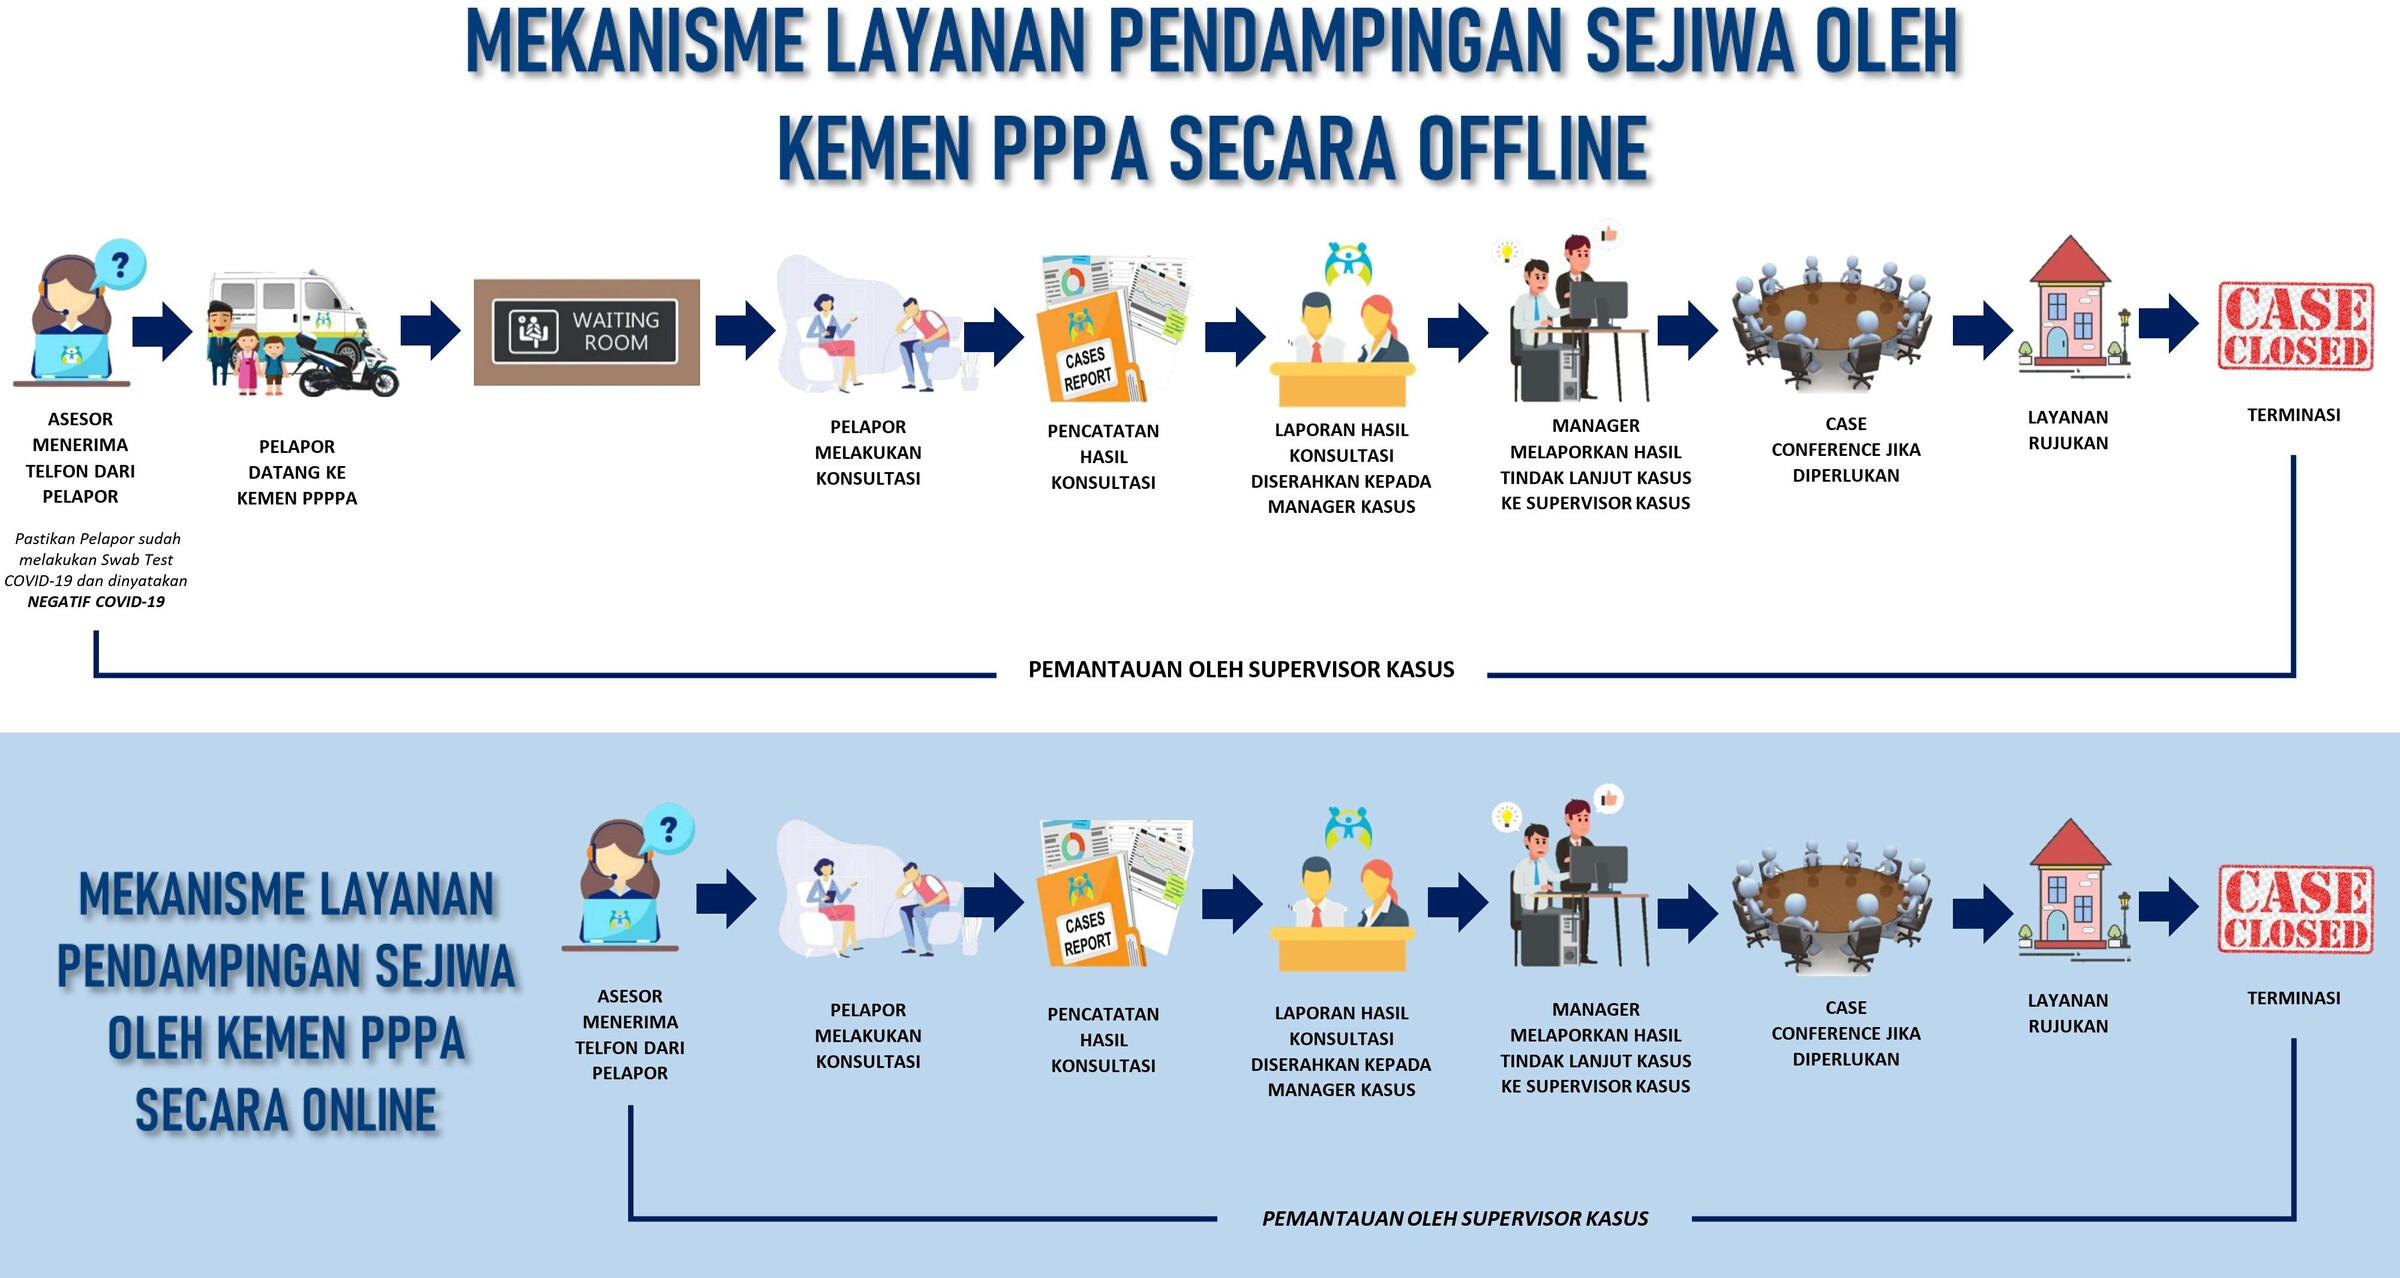 MEKANISME LAYANAN PENDAMPINGAN SEJIWA OLEH
KEMEN PPPA SECARA OFFLINE
?
WAITING
ROOM
CASES
REPORT
CASE
CLOSED
ASESOR
MENERIMA
TELFON DARI
PELAPOR
Pastikan Pelapor sudah
melakukan Swab Test
COVID-19 dan dinyatakan
NEGATIF COVID-19
PELAPOR
DATANG KE
KEMEN PPPPA
PELAPOR
MELAKUKAN
KONSULTASI
PENCATATAN
HASIL
KONSULTASI
LAPORAN HASIL
KONSULTASI
DISERAHKAN KEPADA
MANAGER KASUS
MANAGER
MELAPORKAN HASIL
TINDAK LANJUT KASUS
KE SUPERVISOR KASUS
CASE
CONFERENCE JIKA
DIPERLUKAN
LAYANAN
RUJUKAN
TERMINASI
PEMANTAUAN OLEH SUPERVISOR KASUS
MEKANISME LAYANAN
PENDAMPINGAN SEJIWA
OLEH KEMEN PPPA
SECARA ONLINE
?
CASES
REPORT
CASE
CLOSED
ASESOR
MENERIMA
TELFON DARI
PELAPOR
PELAPOR
MELAKUKAN
KONSULTASI
PENCATATAN
HASIL
KONSULTASI
LAPORAN HASIL
KONSULTASI
DISERAHKAN KEPADA
MANAGER KASUS
MANAGER
MELAPORKAN HASIL
TINDAK LANJUT KASUS
KE SUPERVISOR KASUS
CASE
CONFERENCE JIKA
DIPERLUKAN
LAYANAN
RUJUKAN
TERMINASI
PEMANTAUAN OLEH SUPERVISOR KASUS